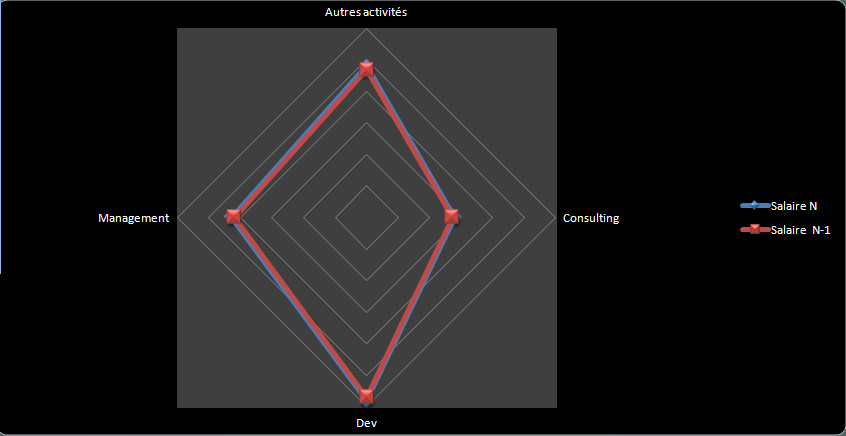 Autres activités
Management
Consulting
Dev
Salaire N
Salaire N-1